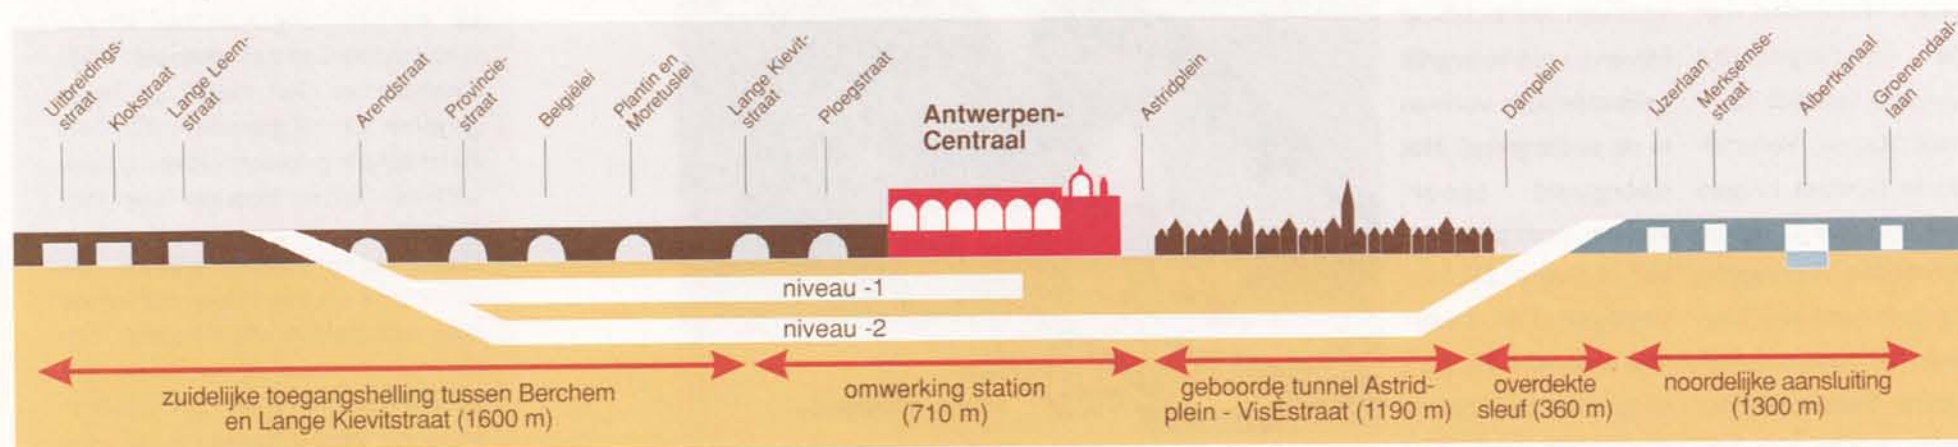 Uitbreidings-
straat
Klokstraat
Lange Leem-
straat
Arendstraat
Provincie-
straat
Belgiëlei
Plantin en
Moretuslei
Lange Kievit-
straat
Ploegstraat
Antwerpen-
Centraal
Astridplein
Damplein
IJzerlaan
Merksemse-
straat
Albertkanaal
Groenendaal-
laan
niveau -1
niveau -2
zuidelijke toegangshelling tussen Berchem
en Lange Kievitstraat (1600 m)
omwerking station
(710 m)
geboorde tunnel Astrid-
plein - VisEstraat (1190 m)
overdekte
sleuf (360 m)
noordelijke aansluiting
(1300 m)